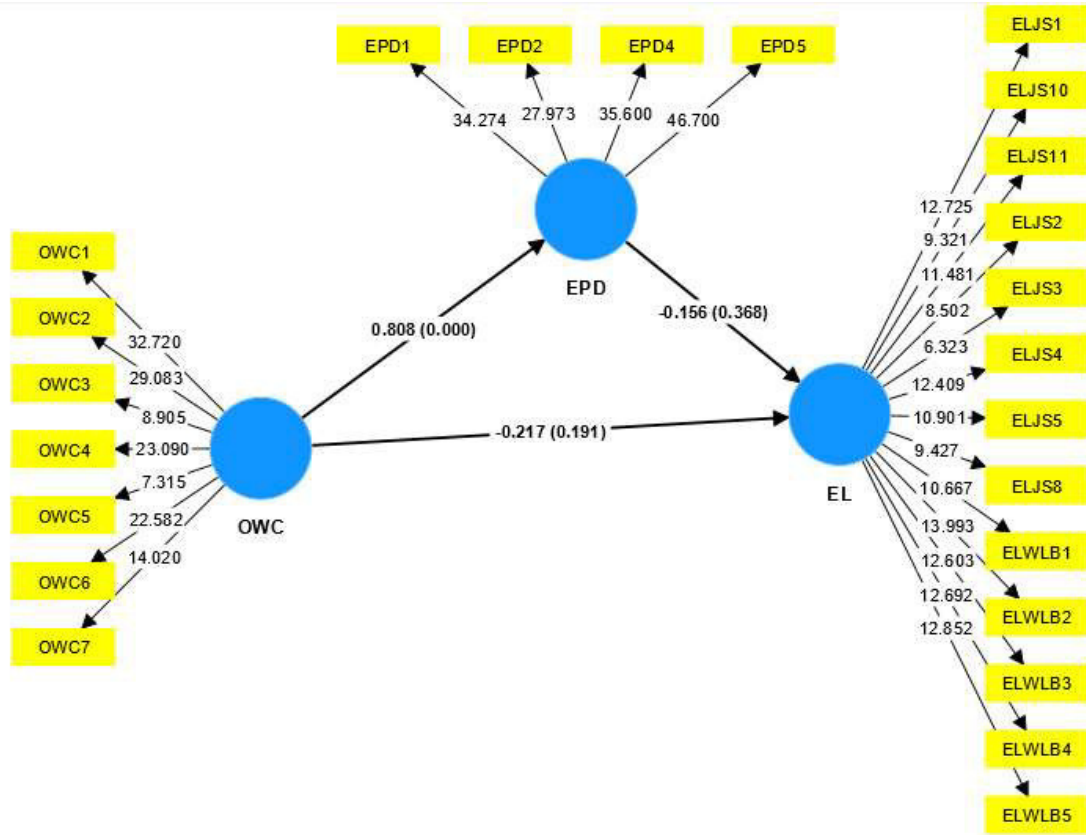 EPD1
EPD2
EPD4
EPD5
34.274
27.973
35.600
46.700
EPD
OWC1
OWC2
OWC3
OWC4
OWC5
OWC6
OWC7
32.720
29.083
8.905
23.090
7.315
22.582
14.020
OWC
0.808 (0.000)
-0.156 (0.368)
-0.217 (0.191)
EL
12.725
9.321
11.481
8.502
6.323
12.409
10.901
9.427
10.667
13.993
12.603
12.692
12.852
ELJS1
ELJS10
ELJS11
ELJS2
ELJS3
ELJS4
ELJS5
ELJS8
ELWLB1
ELWLB2
ELWLB3
ELWLB4
ELWLB5